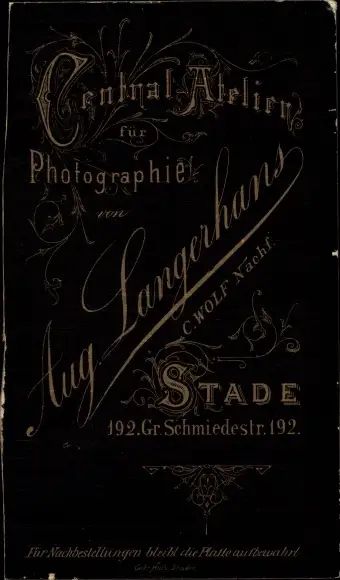 Central-Atelier
für
Photographie
von
Aug. Langerhans
C. WOLF Nachf.
STADE
192. Gr. Schmiedestr. 192.
Für Nachbestellungen bleibt die Platte aufbewahrt